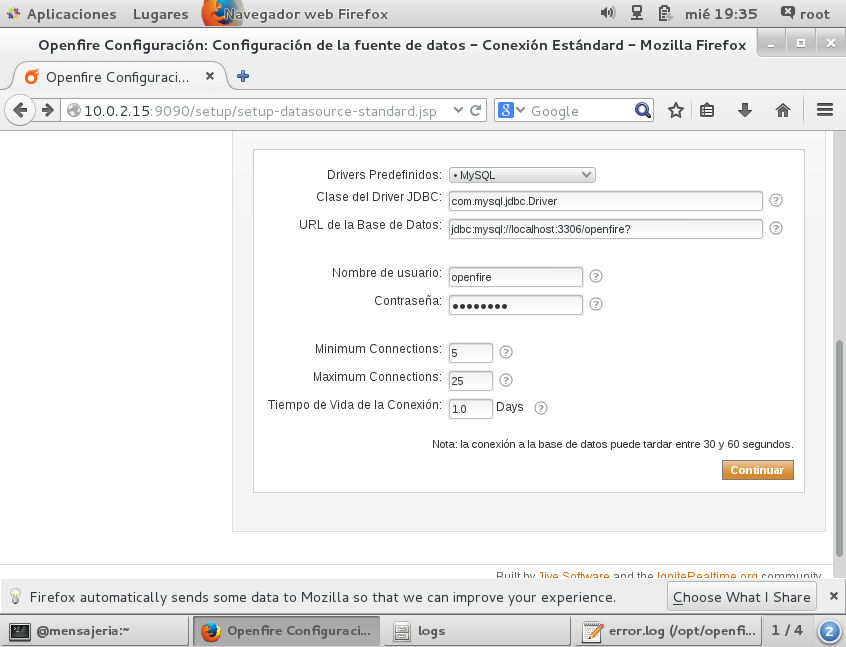 Aplicaciones Lugares Navegador web Firefox mié 19:35 root
Openfire Configuración: Configuración de la fuente de datos – Conexión Estándard – Mozilla Firefox
Openfire Configuraci...
10.0.2.15:9090/setup/setup-datasource-standard.jsp Google
Drivers Predefinidos: • MySQL
Clase del Driver JDBC: com.mysql.jdbc.Driver
URL de la Base de Datos: jdbc:mysql://localhost:3306/openfire?
Nombre de usuario: openfire
Contraseña: ●●●●●●●●
Minimum Connections: 5
Maximum Connections: 25
Tiempo de Vida de la Conexión: 1.0 Days
Nota: la conexión a la base de datos puede tardar entre 30 y 60 segundos.
Continuar
Built by Jive Software and the IgniteRealtime.org community
Firefox automatically sends some data to Mozilla so that we can improve your experience. Choose What I Share
@mensajeria:~ Openfire Configuraci... logs error.log (/opt/openfi... 1 / 4 2